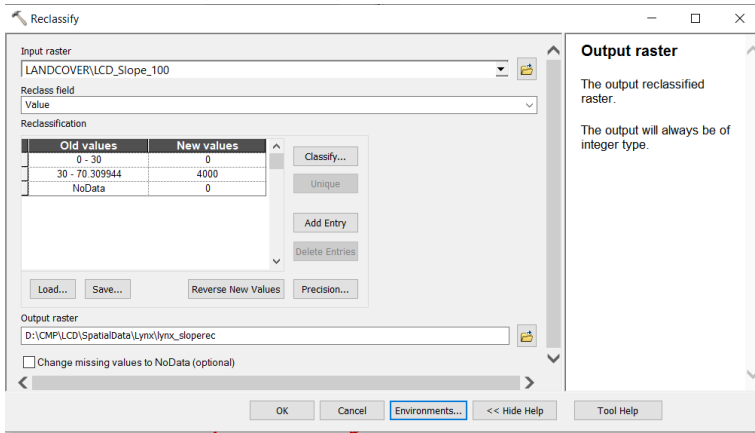 Reclassify
Input raster
LANDCOVER\LCD_Slope_100
Reclass field
Value
Reclassification
Old values New values
0 - 30 0
30 - 70.309944 4000
NoData 0
Classify...
Unique
Add Entry
Delete Entries
Load... Save... Reverse New Values Precision...
Output raster
D:\CMP\LCD\SpatialData\Lynx\lynx_sloperec
Change missing values to NoData (optional)
OK Cancel Environments... << Hide Help Tool Help
Output raster
The output reclassified
raster.
The output will always be of
integer type.